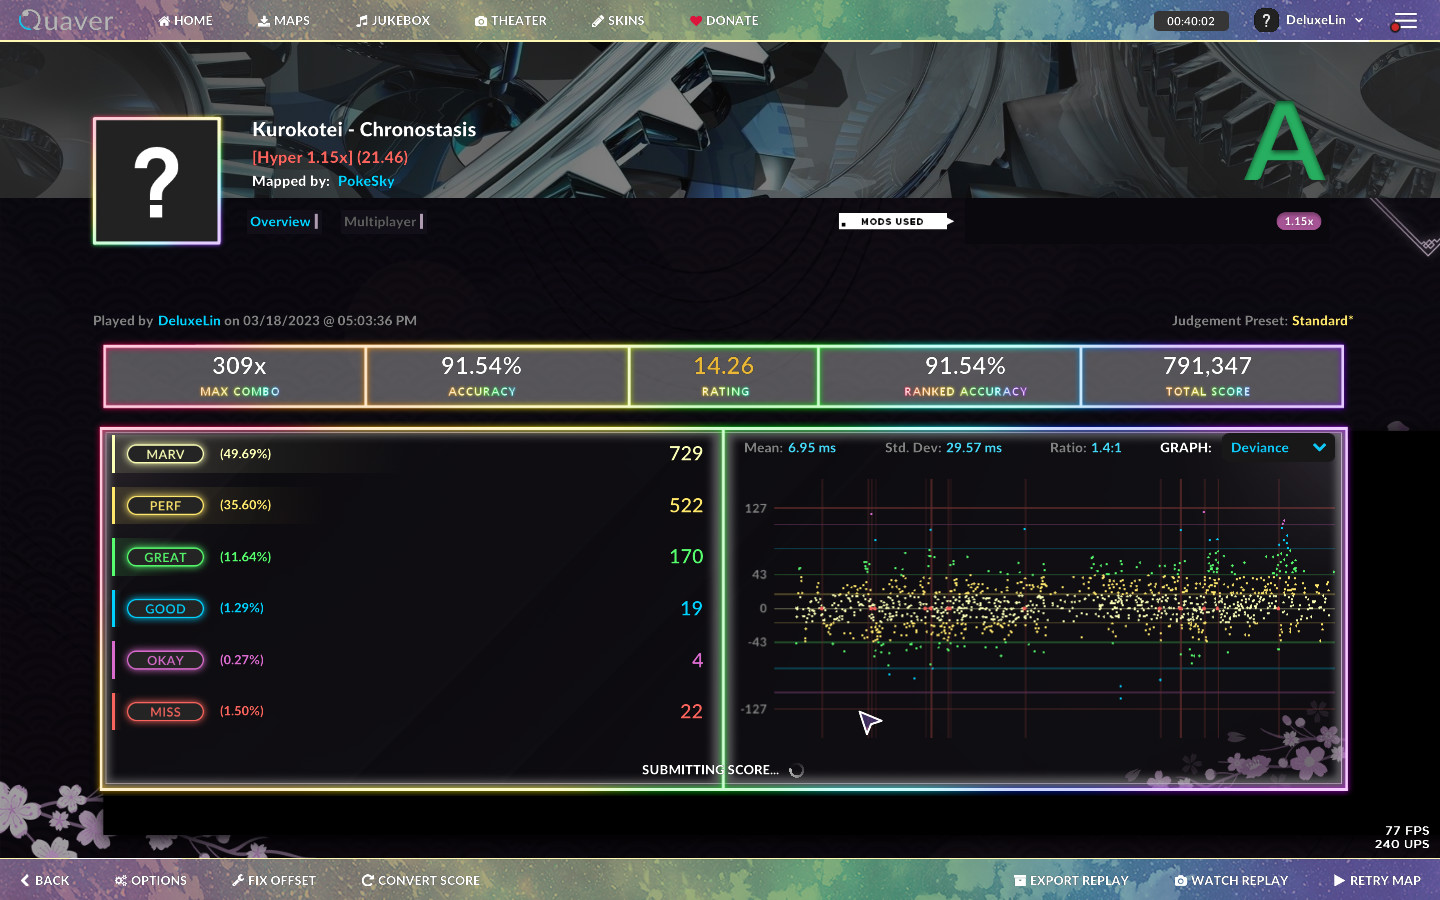 Quaver HOME MAPS JUKEBOX THEATER SKINS DONATE 00:40:02 ? DeluxeLin
Kurokotei - Chronostasis
[Hyper 1.15x] (21.46)
Mapped by: PokeSky
?
A
Overview Multiplayer MODS USED 1.15x
Played by DeluxeLin on 03/18/2023 @ 05:03:36 PM Judgement Preset: Standard*
309x 91.54% 14.26 91.54% 791,347
MAX COMBO ACCURACY RATING RANKED ACCURACY TOTAL SCORE
MARV (49.69%) 729
PERF (35.60%) 522
GREAT (11.64%) 170
GOOD (1.29%) 19
OKAY (0.27%) 4
MISS (1.50%) 22
Mean: 6.95 ms Std. Dev: 29.57 ms Ratio: 1.4:1 GRAPH: Deviance
127
43
0
-43
-127
SUBMITTING SCORE...
77 FPS
240 UPS
BACK OPTIONS FIX OFFSET CONVERT SCORE EXPORT REPLAY WATCH REPLAY RETRY MAP